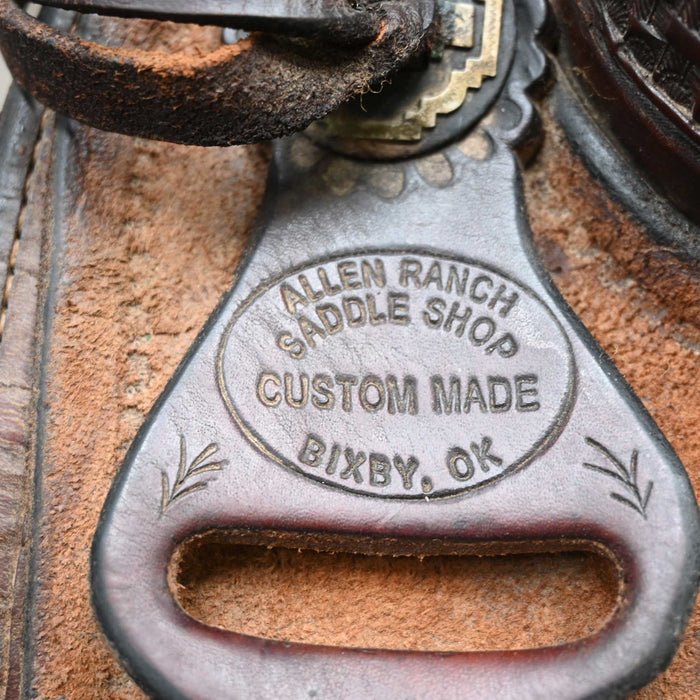 ALLEN RANCH
SADDLE SHOP
CUSTOM MADE
BIXBY, OK